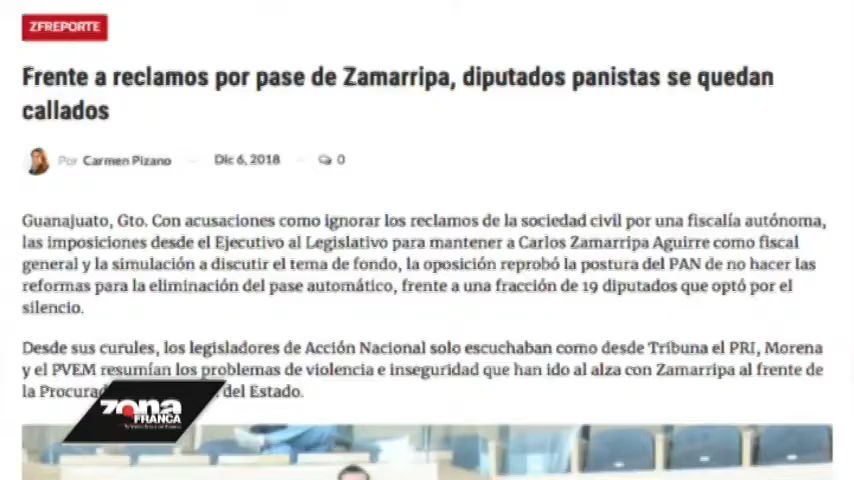 ZFREPORTE
Frente a reclamos por pase de Zamarripa, diputados panistas se quedan
callados
Por Carmen Pizano — Dic 6, 2018 — 0
Guanajuato, Gto. Con acusaciones como ignorar los reclamos de la sociedad civil por una fiscalía autónoma,
las imposiciones desde el Ejecutivo al Legislativo para mantener a Carlos Zamarripa Aguirre como fiscal
general y la simulación a discutir el tema de fondo, la oposición reprobó la postura del PAN de no hacer las
reformas para la eliminación del pase automático, frente a una fracción de 19 diputados que optó por el
silencio.
Desde sus curules, los legisladores de Acción Nacional solo escuchaban como desde Tribuna el PRI, Morena
y el PVEM resumían los problemas de violencia e inseguridad que han ido al alza con Zamarripa al frente de
la Procurad del Estado.
ZONA
FRANCA